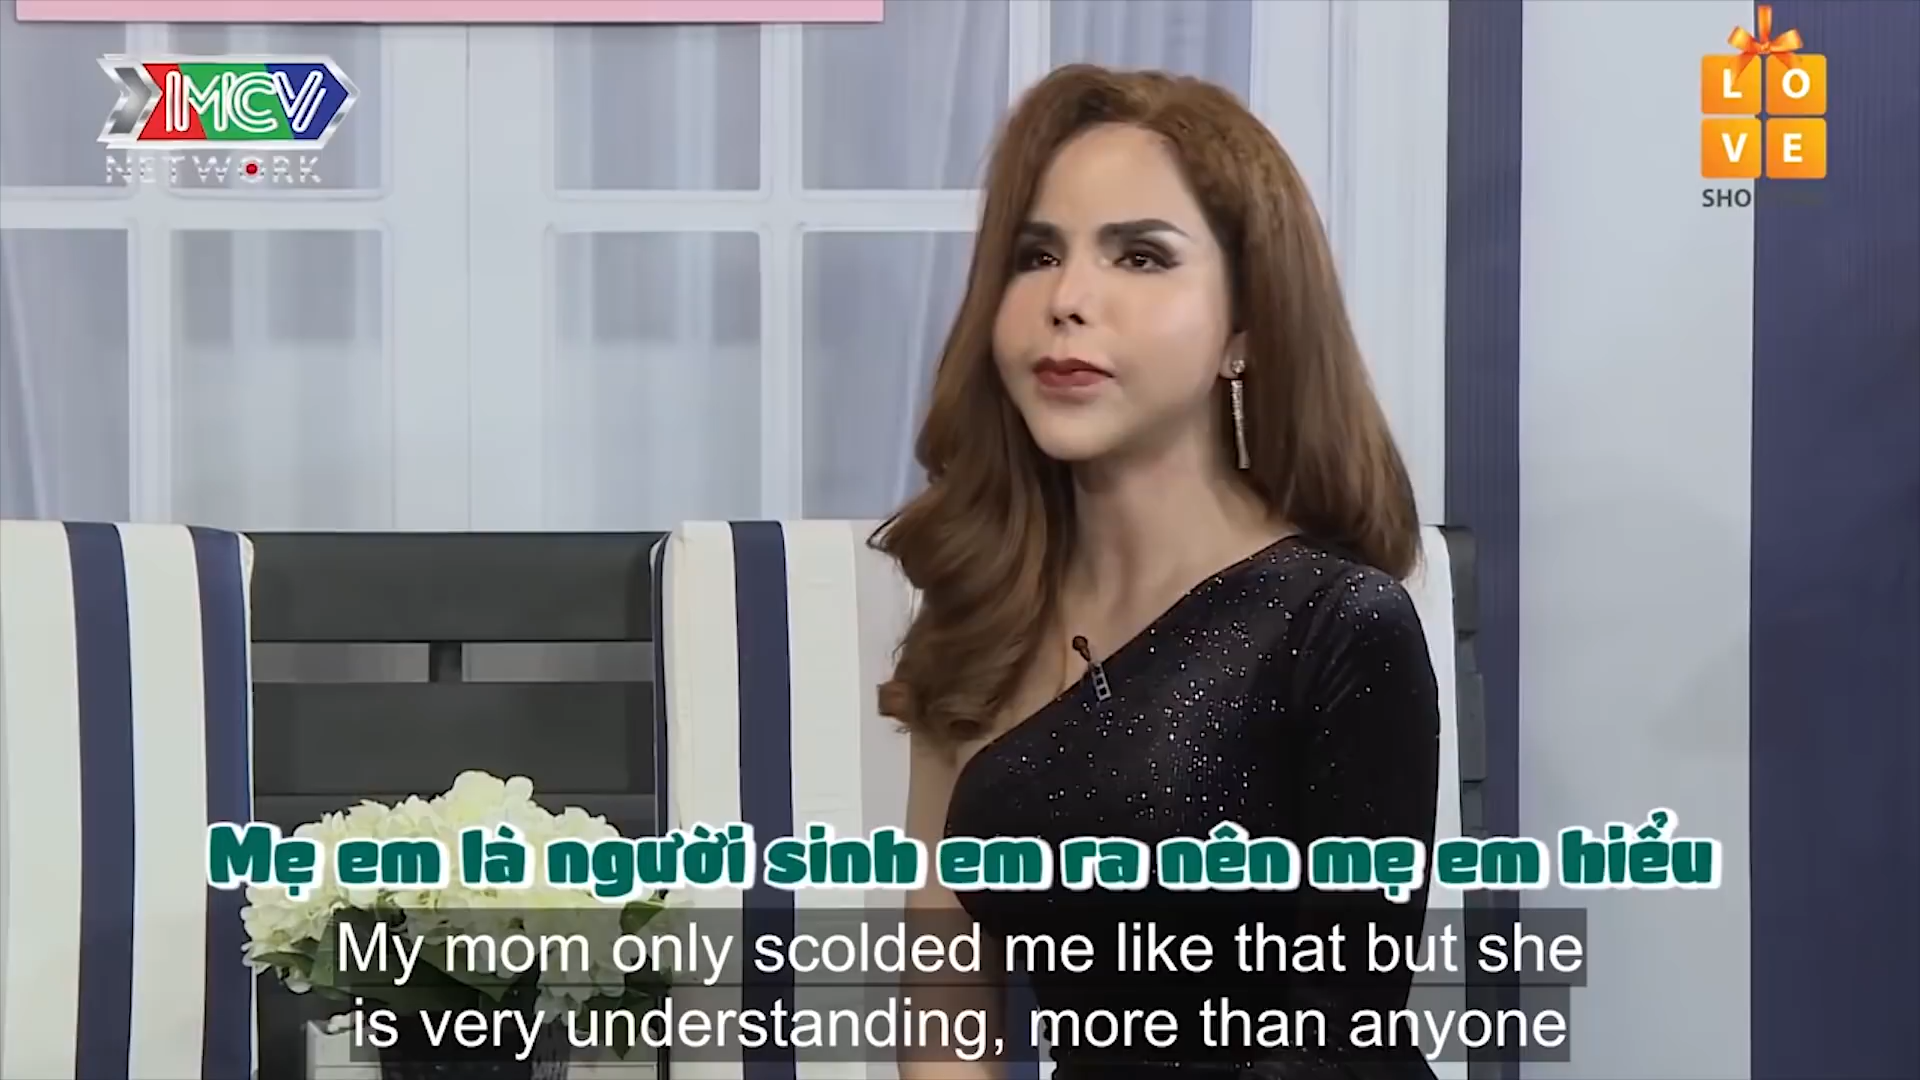 MCV
NETWORK
L O
V E
SHO
Mẹ em là người sinh em ra nên mẹ em hiểu
My mom only scolded me like that but she
is very understanding, more than anyone